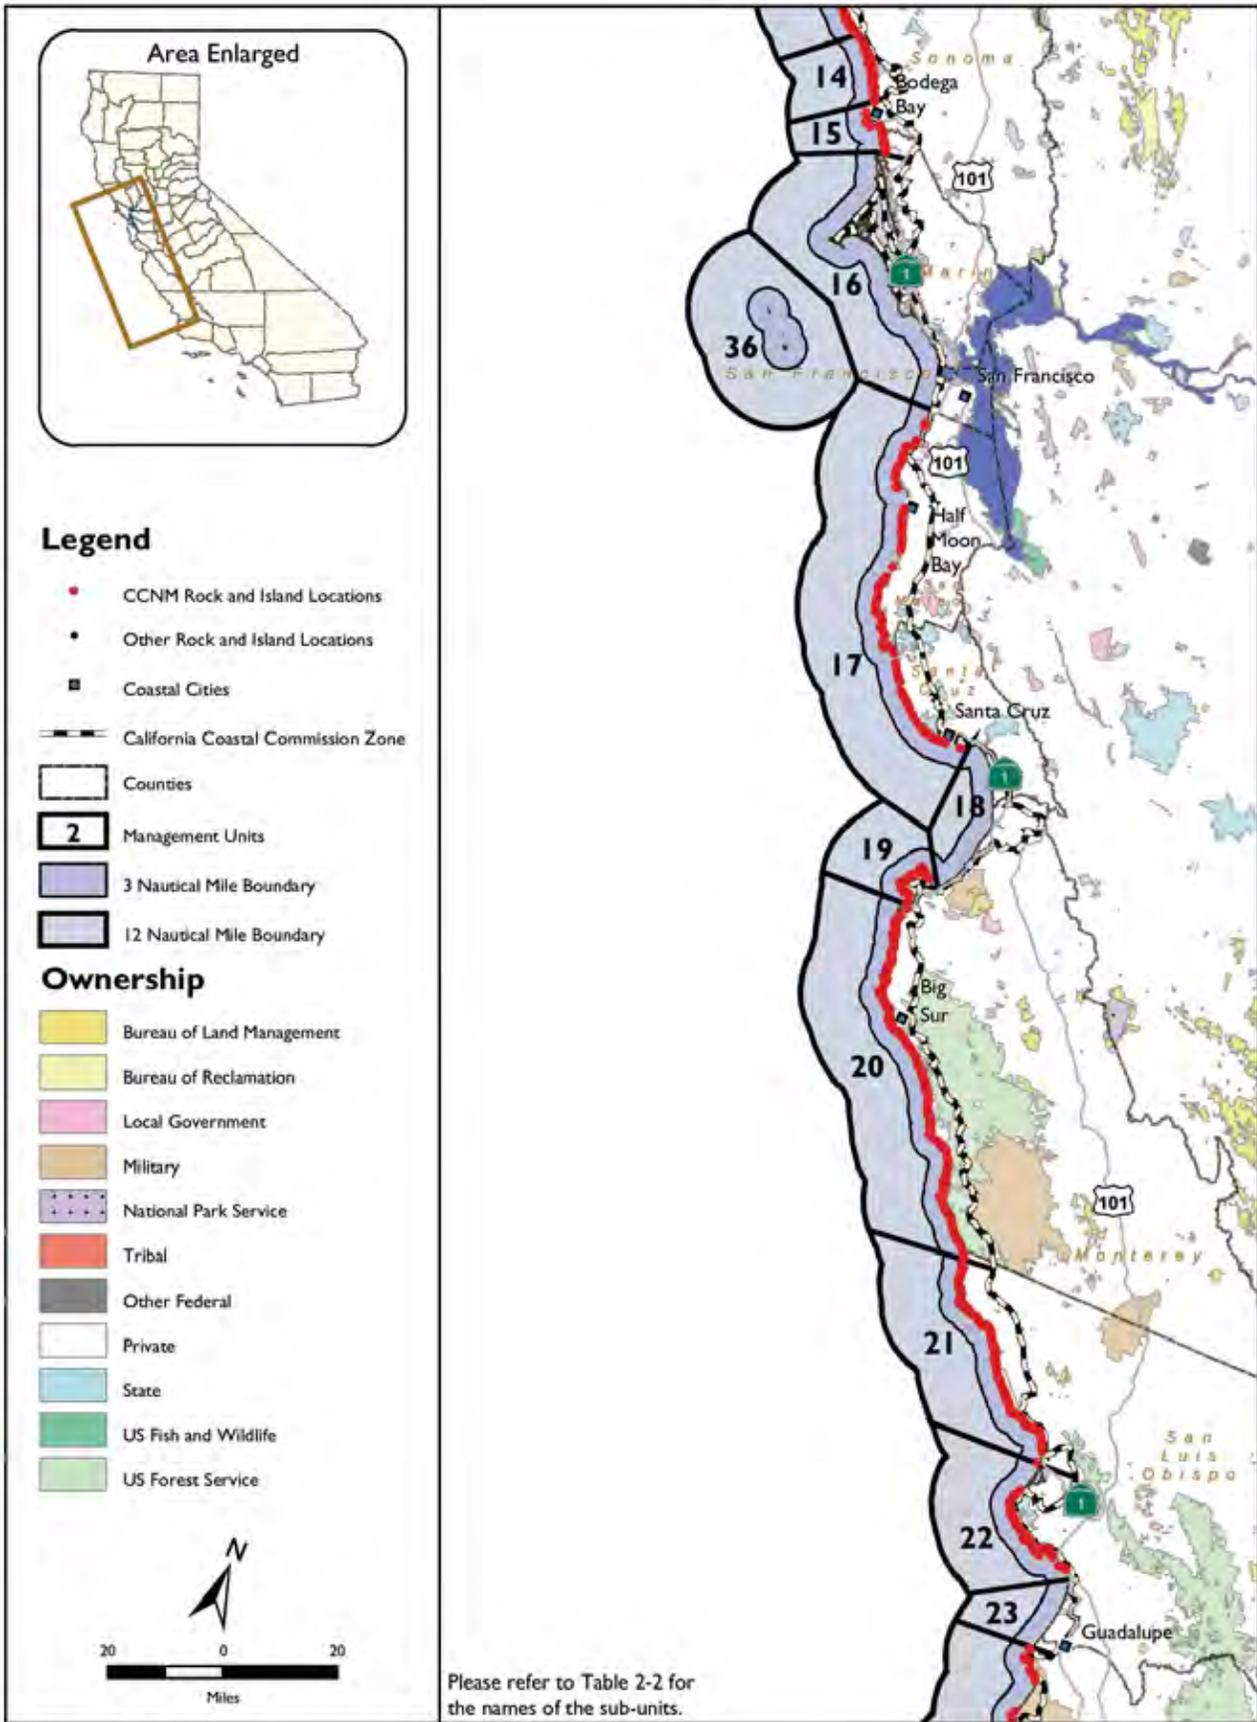 Area Enlarged
Legend
CCNM Rock and Island Locations
Other Rock and Island Locations
Coastal Cities
California Coastal Commission Zone
Counties
2
Management Units
3 Nautical Mile Boundary
12 Nautical Mile Boundary
Ownership
Bureau of Land Management
Bureau of Reclamation
Local Government
Military
National Park Service
Tribal
Other Federal
Private
State
US Fish and Wildlife
US Forest Service
N
20
0
20
Miles
Sonoma
14
Bodega
Bay
15
101
1
Marin
16
36
San Francisco
San Francisco
101
Half
Moon
Bay
San
Mateo
17
Santa
Cruz
Santa Cruz
1
18
19
Big
Sur
20
101
Monterey
21
San
Luis
Obispo
1
22
23
Guadalupe
Please refer to Table 2-2 for
the names of the sub-units.